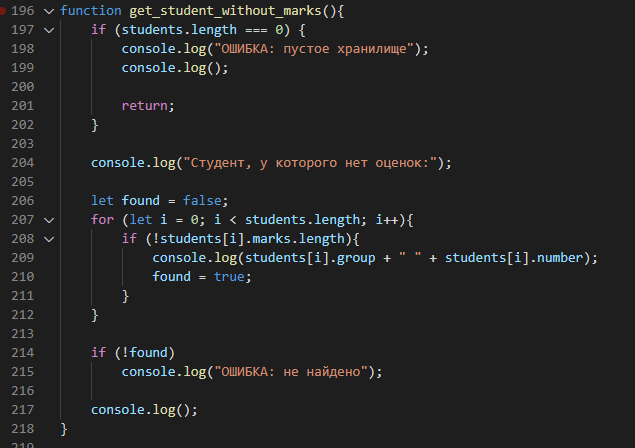 196 function get_student_without_marks(){
197 if (students.length === 0) {
198 console.log("ОШИБКА: пустое хранилище");
199 console.log();
200
201 return;
202 }
203
204 console.log("Студент, у которого нет оценок:");
205
206 let found = false;
207 for (let i = 0; i < students.length; i++){
208 if (!students[i].marks.length){
209 console.log(students[i].group + " " + students[i].number);
210 found = true;
211 }
212 }
213
214 if (!found)
215 console.log("ОШИБКА: не найдено");
216
217 console.log();
218 }
219